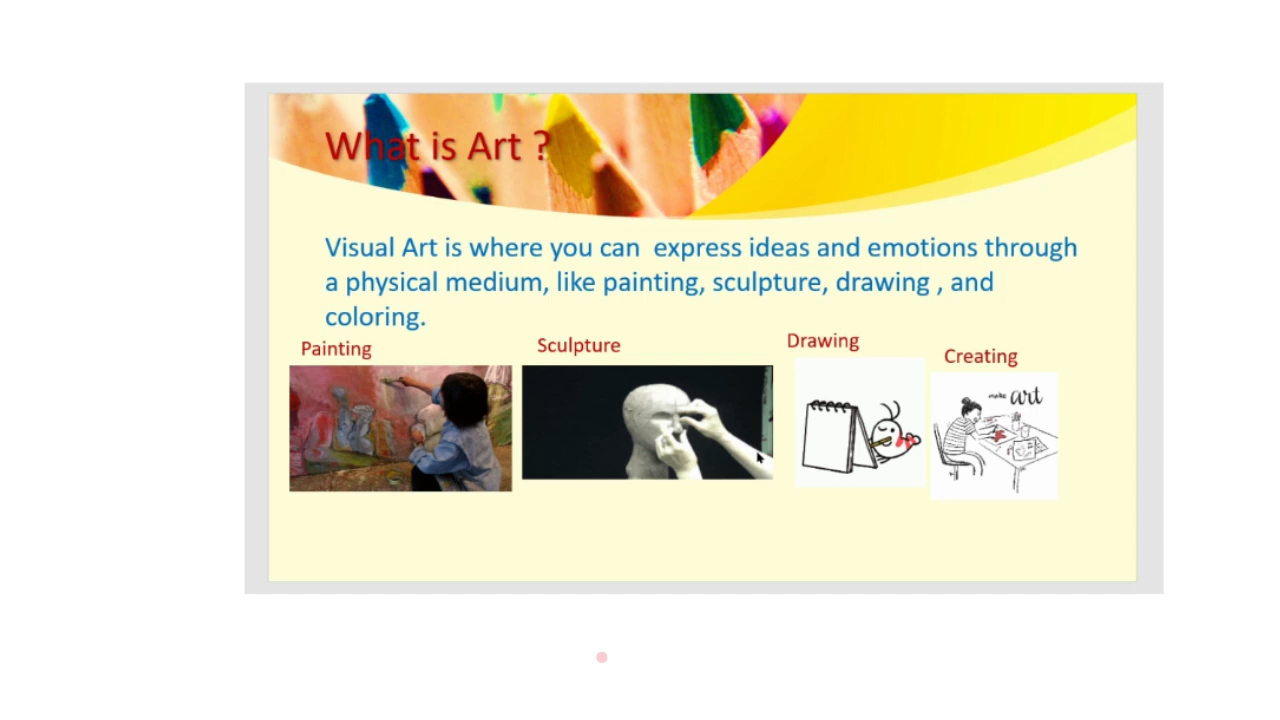 What is Art ?
Visual Art is where you can  express ideas and emotions through
a physical medium, like painting, sculpture, drawing , and
coloring.
Painting
Sculpture
Drawing
Creating
make art